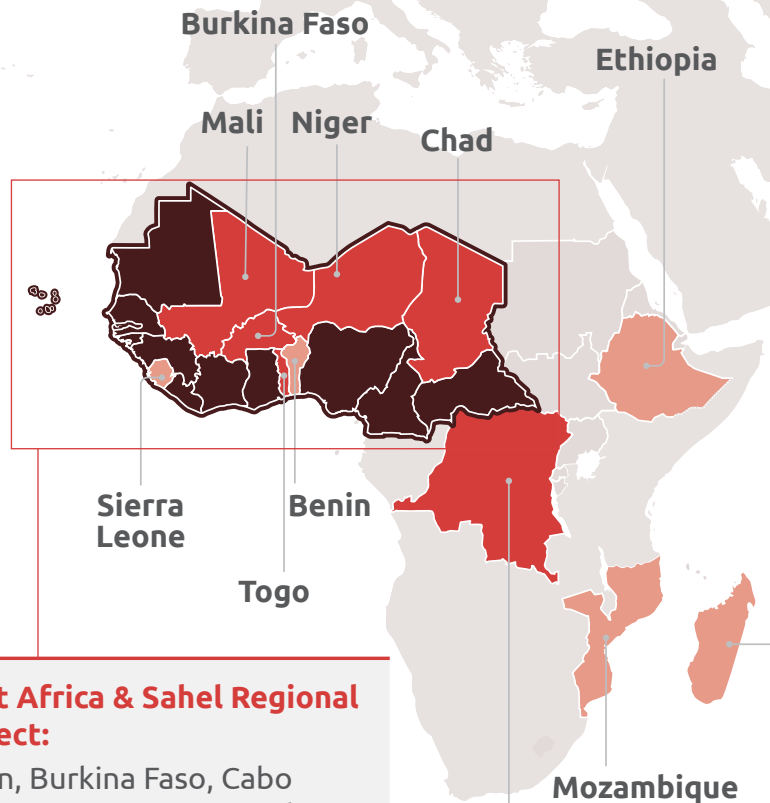 Burkina Faso
Ethiopia
Mali
Niger
Chad
Sierra
Leone
Benin
Togo
t Africa & Sahel Regional
ect:
n, Burkina Faso, Cabo
Mozambique